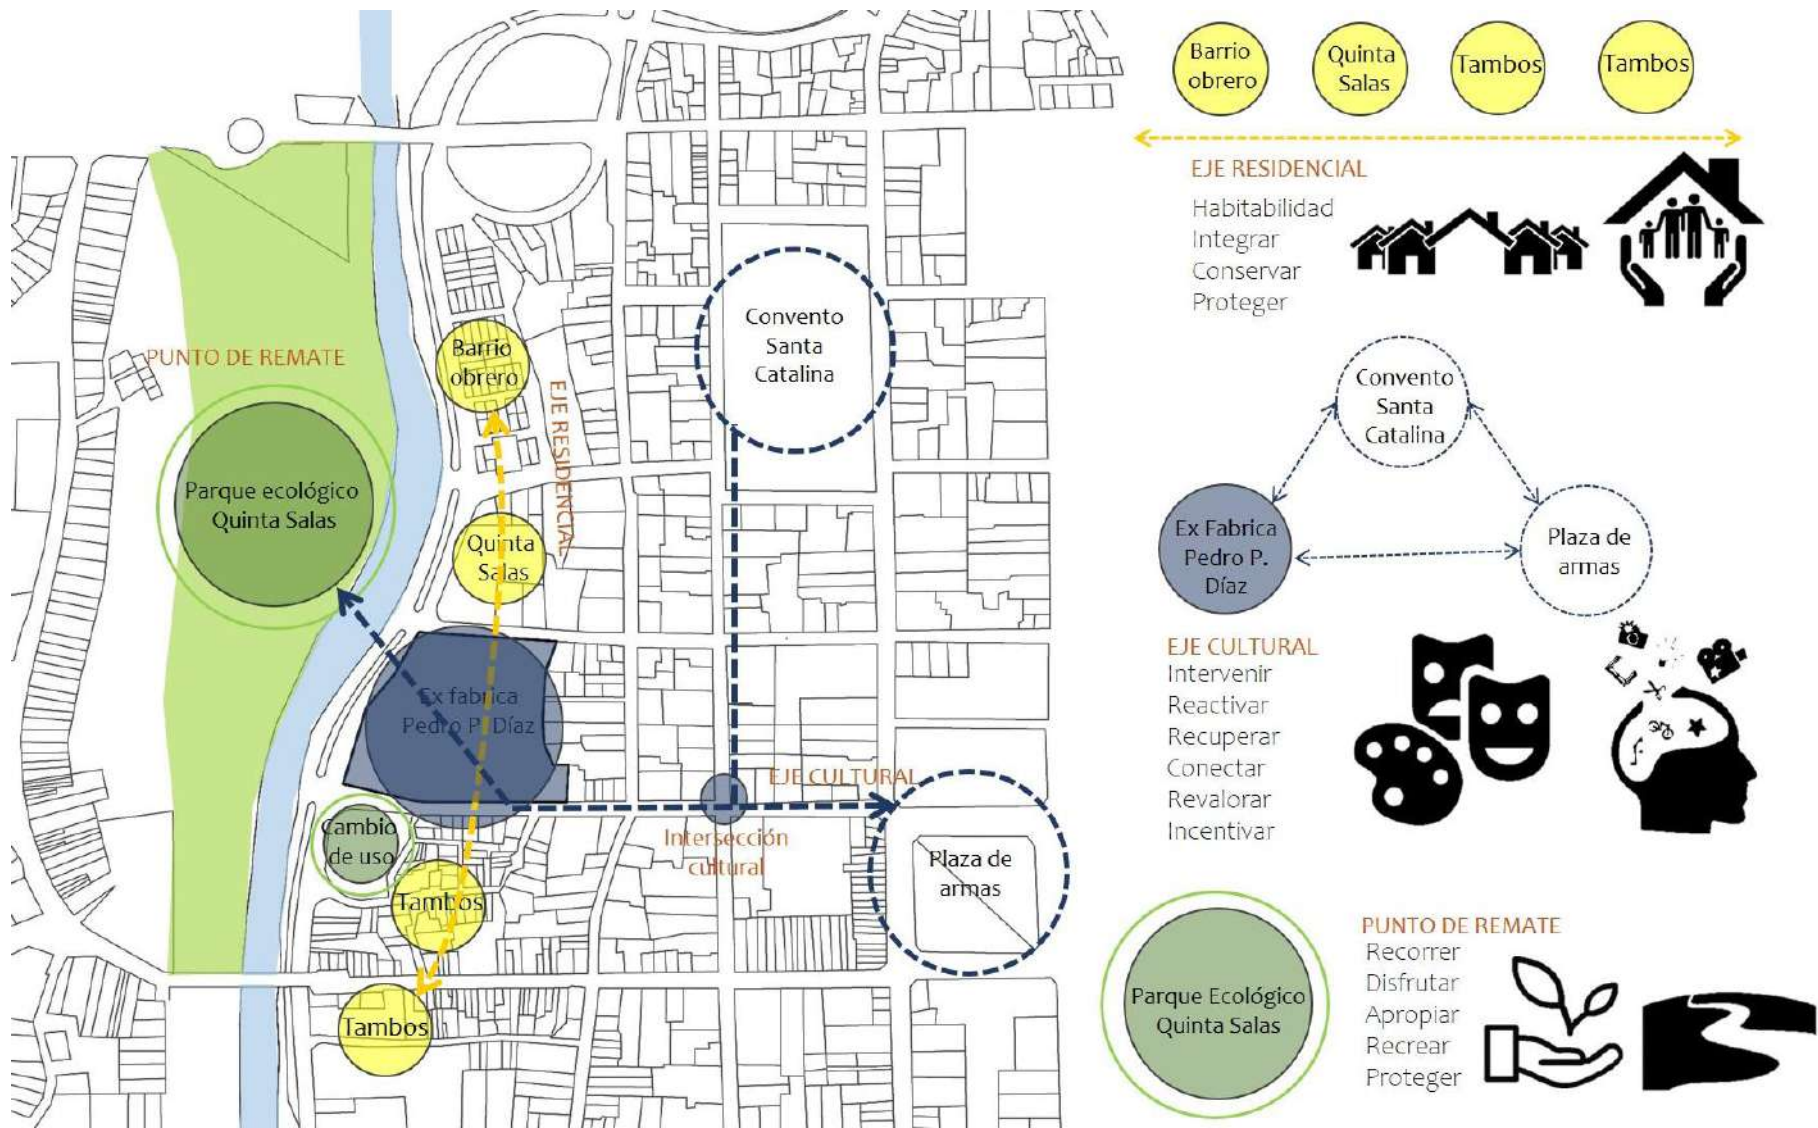 PUNTO DE REMATE
Parque ecológico
Quinta Salas
Barrio
obrero
EJE RESIDENCIAL
Quinta
Salas
Convento
Santa
Catalina
Ex fabrica
Pedro P. Díaz
EJE CULTURAL
Intersección
cultural
Cambio
de uso
Tambos
Tambos
Plaza de
armas
Barrio
obrero
Quinta
Salas
Tambos
Tambos
EJE RESIDENCIAL
Habitabilidad
Integrar
Conservar
Proteger
Convento
Santa
Catalina
Ex Fabrica
Pedro P.
Díaz
Plaza de
armas
EJE CULTURAL
Intervenir
Reactivar
Recuperar
Conectar
Revalorar
Incentivar
Parque Ecológico
Quinta Salas
PUNTO DE REMATE
Recorrer
Disfrutar
Apropiar
Recrear
Proteger